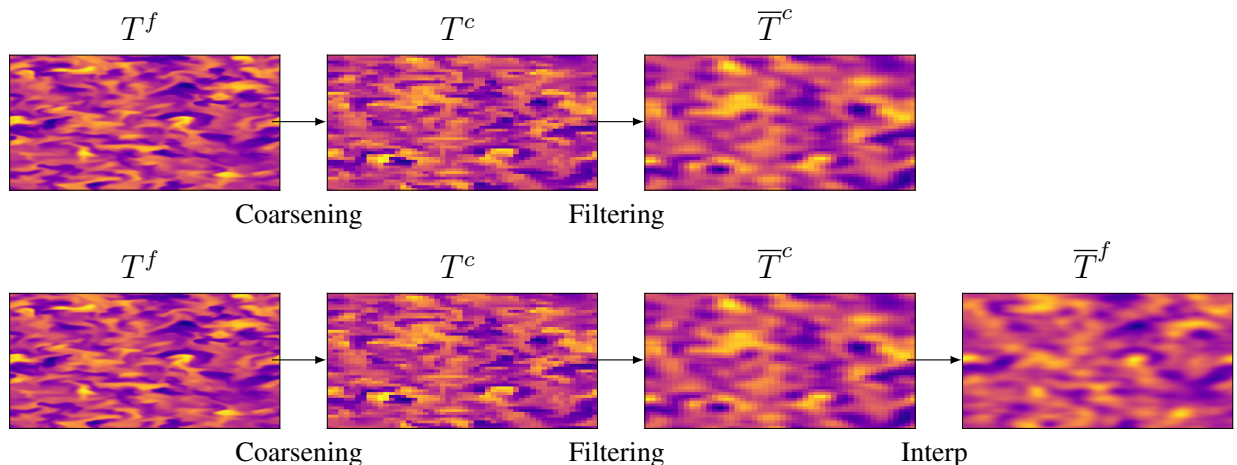 T^f T^c T̅^c
Coarsening Filtering
T^f T^c T̅^c T̅^f
Coarsening Filtering Interp